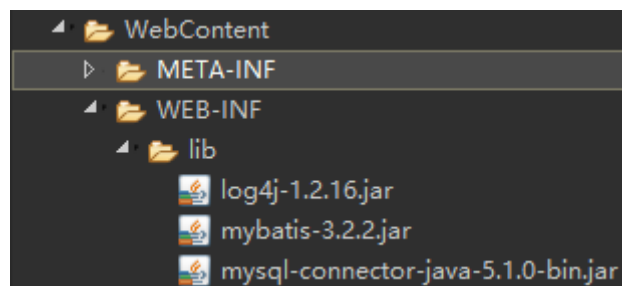 WebContent
META-INF
WEB-INF
lib
log4j-1.2.16.jar
mybatis-3.2.2.jar
mysql-connector-java-5.1.0-bin.jar